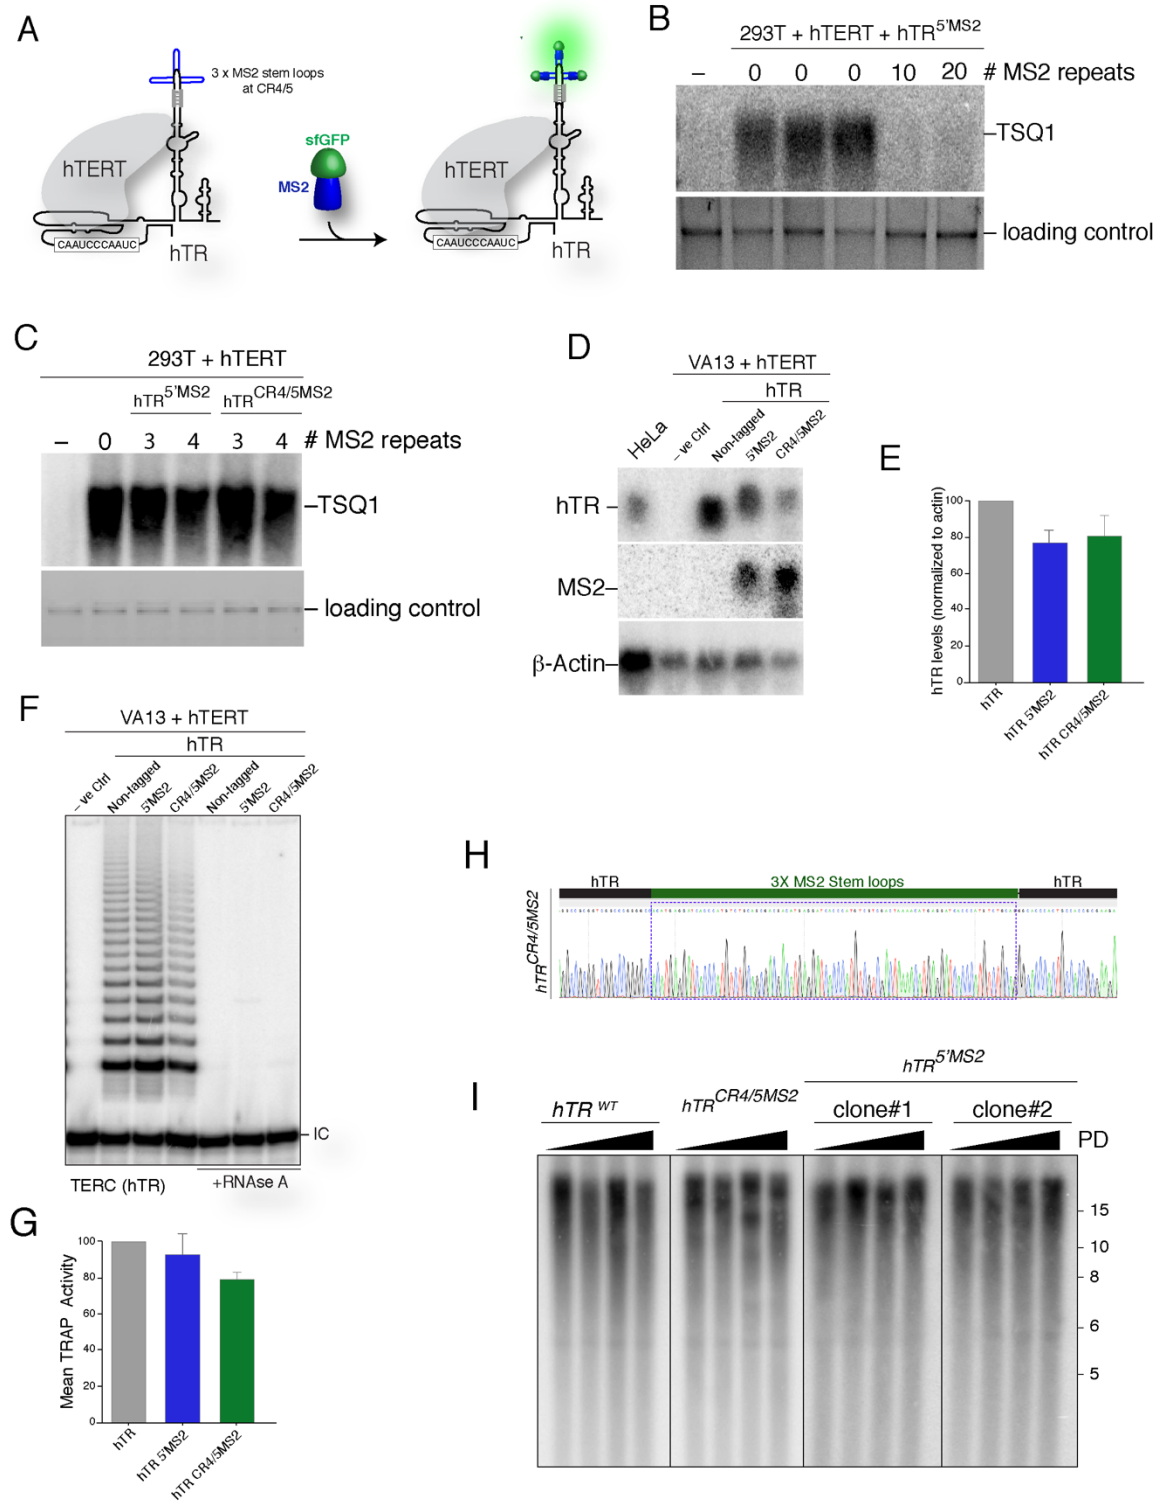 A
3 x MS2 stem loops
at CR4/5
hTERT
CAAUCCCAAUC
hTR
sfGFP
MS2
hTERT
CAAUCCCAAUC
hTR
B
293T + hTERT + hTR5'MS2
– 0 0 0 10 20 # MS2 repeats
–TSQ1
– loading control
C
293T + hTERT
hTR5'MS2 hTRCR4/5MS2
– 0 3 4 3 4 # MS2 repeats
–TSQ1
– loading control
D
VA13 + hTERT
hTR
HeLa
– ve Ctrl
Non-tagged
5'MS2
CR4/5MS2
hTR –
MS2–
β-Actin–
E
hTR levels (normalized to actin)
100
80
60
40
20
0
hTR
hTR 5'MS2
hTR CR4/5MS2
F
VA13 + hTERT
hTR
– ve Ctrl
Non-tagged
5'MS2
CR4/5MS2
Non-tagged
5'MS2
CR4/5MS2
– IC
TERC (hTR) +RNAse A
G
Mean TRAP Activity
100
80
60
40
20
0
hTR
hTR 5'MS2
hTR CR4/5MS2
H
hTR 3X MS2 Stem loops hTR
hTRCR4/5MS2
I
hTR5'MS2
hTR WT hTRCR4/5MS2 clone#1 clone#2
PD
15
10
8
6
5